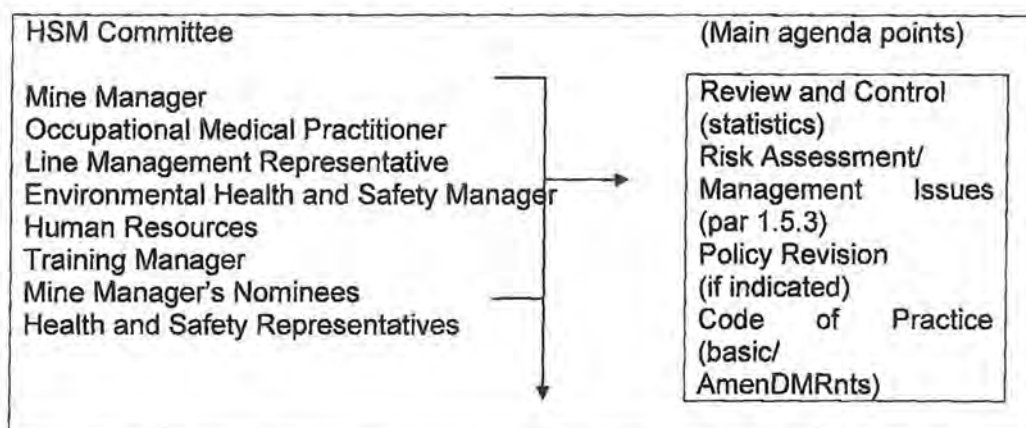 HSM Committee
Mine Manager
Occupational Medical Practitioner
Line Management Representative
Environmental Health and Safety Manager
Human Resources
Training Manager
Mine Manager's Nominees
Health and Safety Representatives
(Main agenda points)
Review and Control
(statistics)
Risk Assessment/
Management Issues
(par 1.5.3)
Policy Revision
(if indicated)
Code of Practice
(basic/
AmenDMRnts)